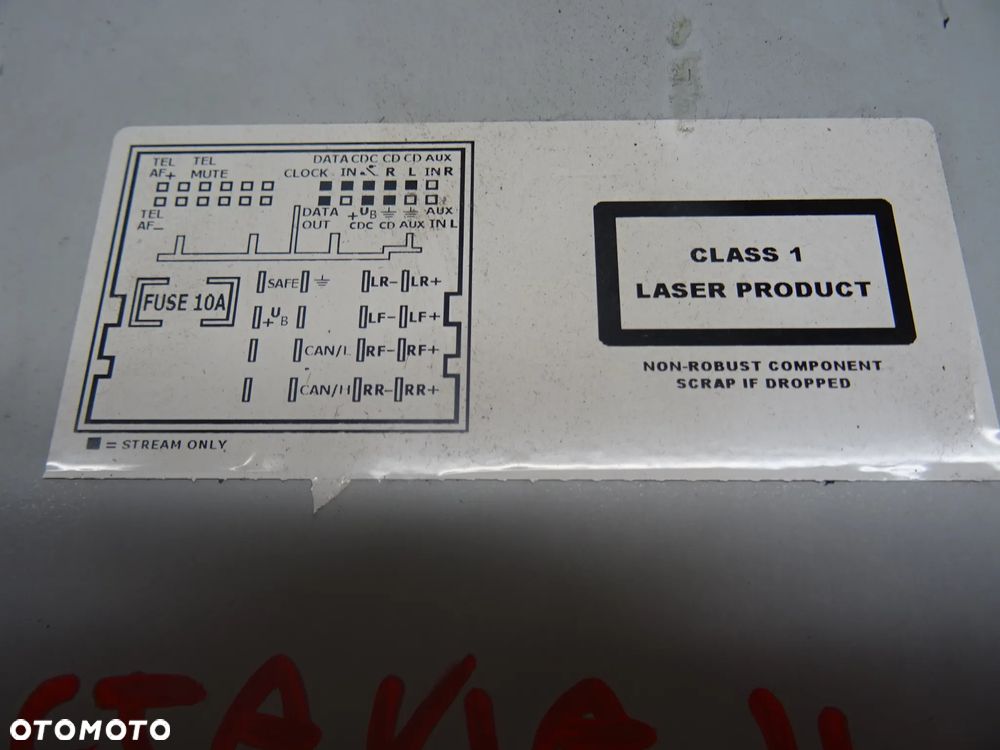 TEL TEL DATA CDC CD CD AUX
AF+ MUTE CLOCK IN R L IN R
TEL DATA +UB AUX
AF- OUT CDC CD AUX IN L
FUSE 10A
SAFE LR- LR+
+UB LF- LF+
CAN/L RF- RF+
CAN/H RR- RR+
= STREAM ONLY
CLASS 1
LASER PRODUCT
NON-ROBUST COMPONENT
SCRAP IF DROPPED
OTOMOTO